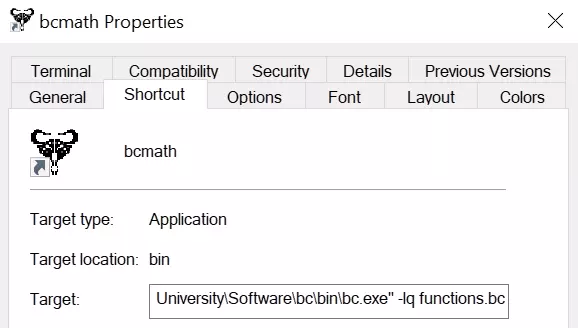 bcmath Properties
Terminal Compatibility Security Details Previous Versions
General Shortcut Options Font Layout Colors
bcmath
Target type: Application
Target location: bin
Target: University\Software\bc\bin\bc.exe" -lq functions.bc